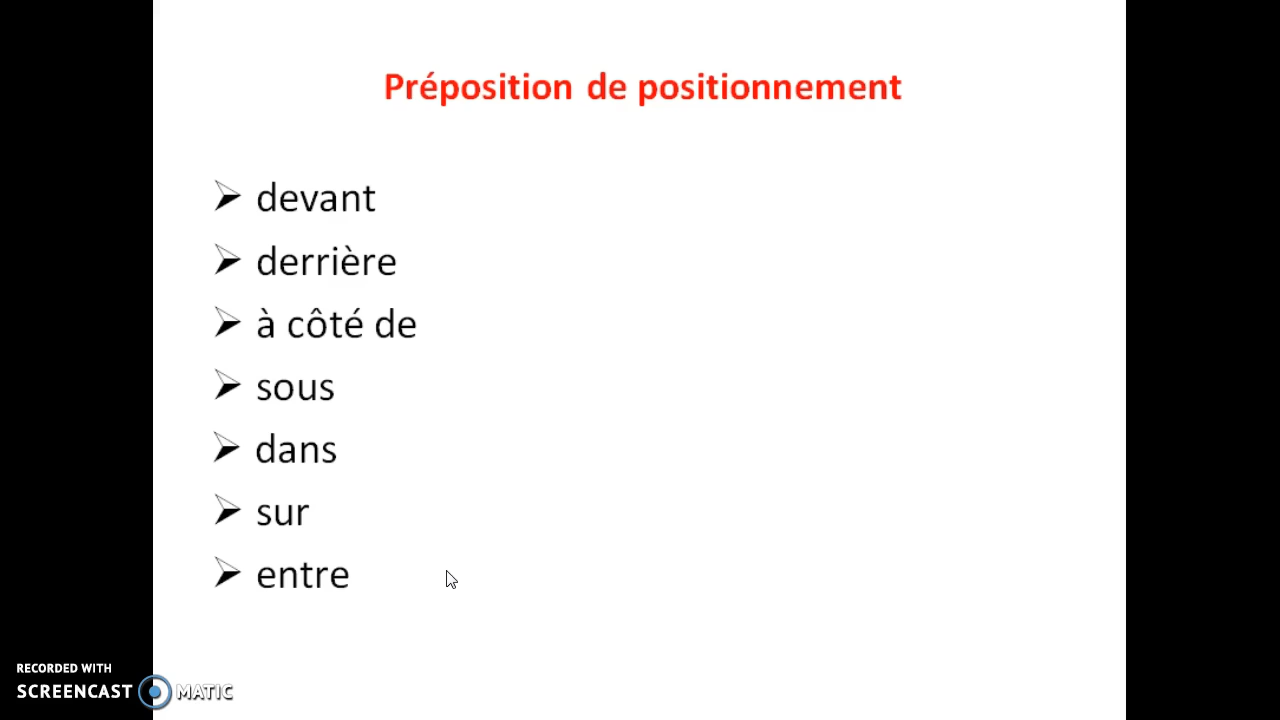 Préposition de positionnement
devant
derrière
à côté de
sous
dans
sur
entre
RECORDED WITH
SCREENCAST MATIC